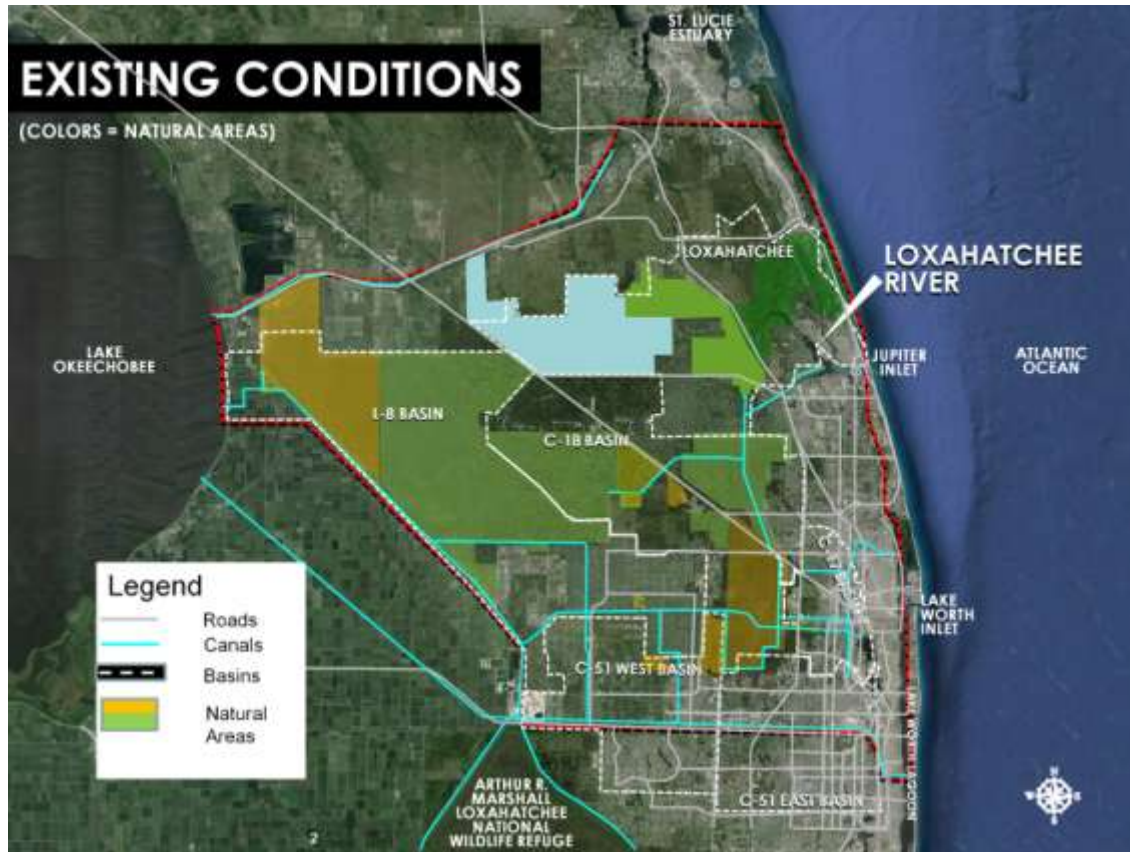 ST. LUCIE
ESTUARY
EXISTING CONDITIONS
(COLORS = NATURAL AREAS)
LOXAHATCHEE
LOXAHATCHEE
RIVER
LAKE
OKEECHOBEE
JUPITER
INLET
ATLANTIC
OCEAN
L-8 BASIN
C-18 BASIN
Legend
Roads
Canals
Basins
Natural
Areas
LAKE
WORTH
INLET
C-51 WEST BASIN
LAKE WORTH LAGOON
ARTHUR R.
MARSHALL
LOXAHATCHEE
NATIONAL
WILDLIFE REFUGE
C-51 EAST BASIN
2